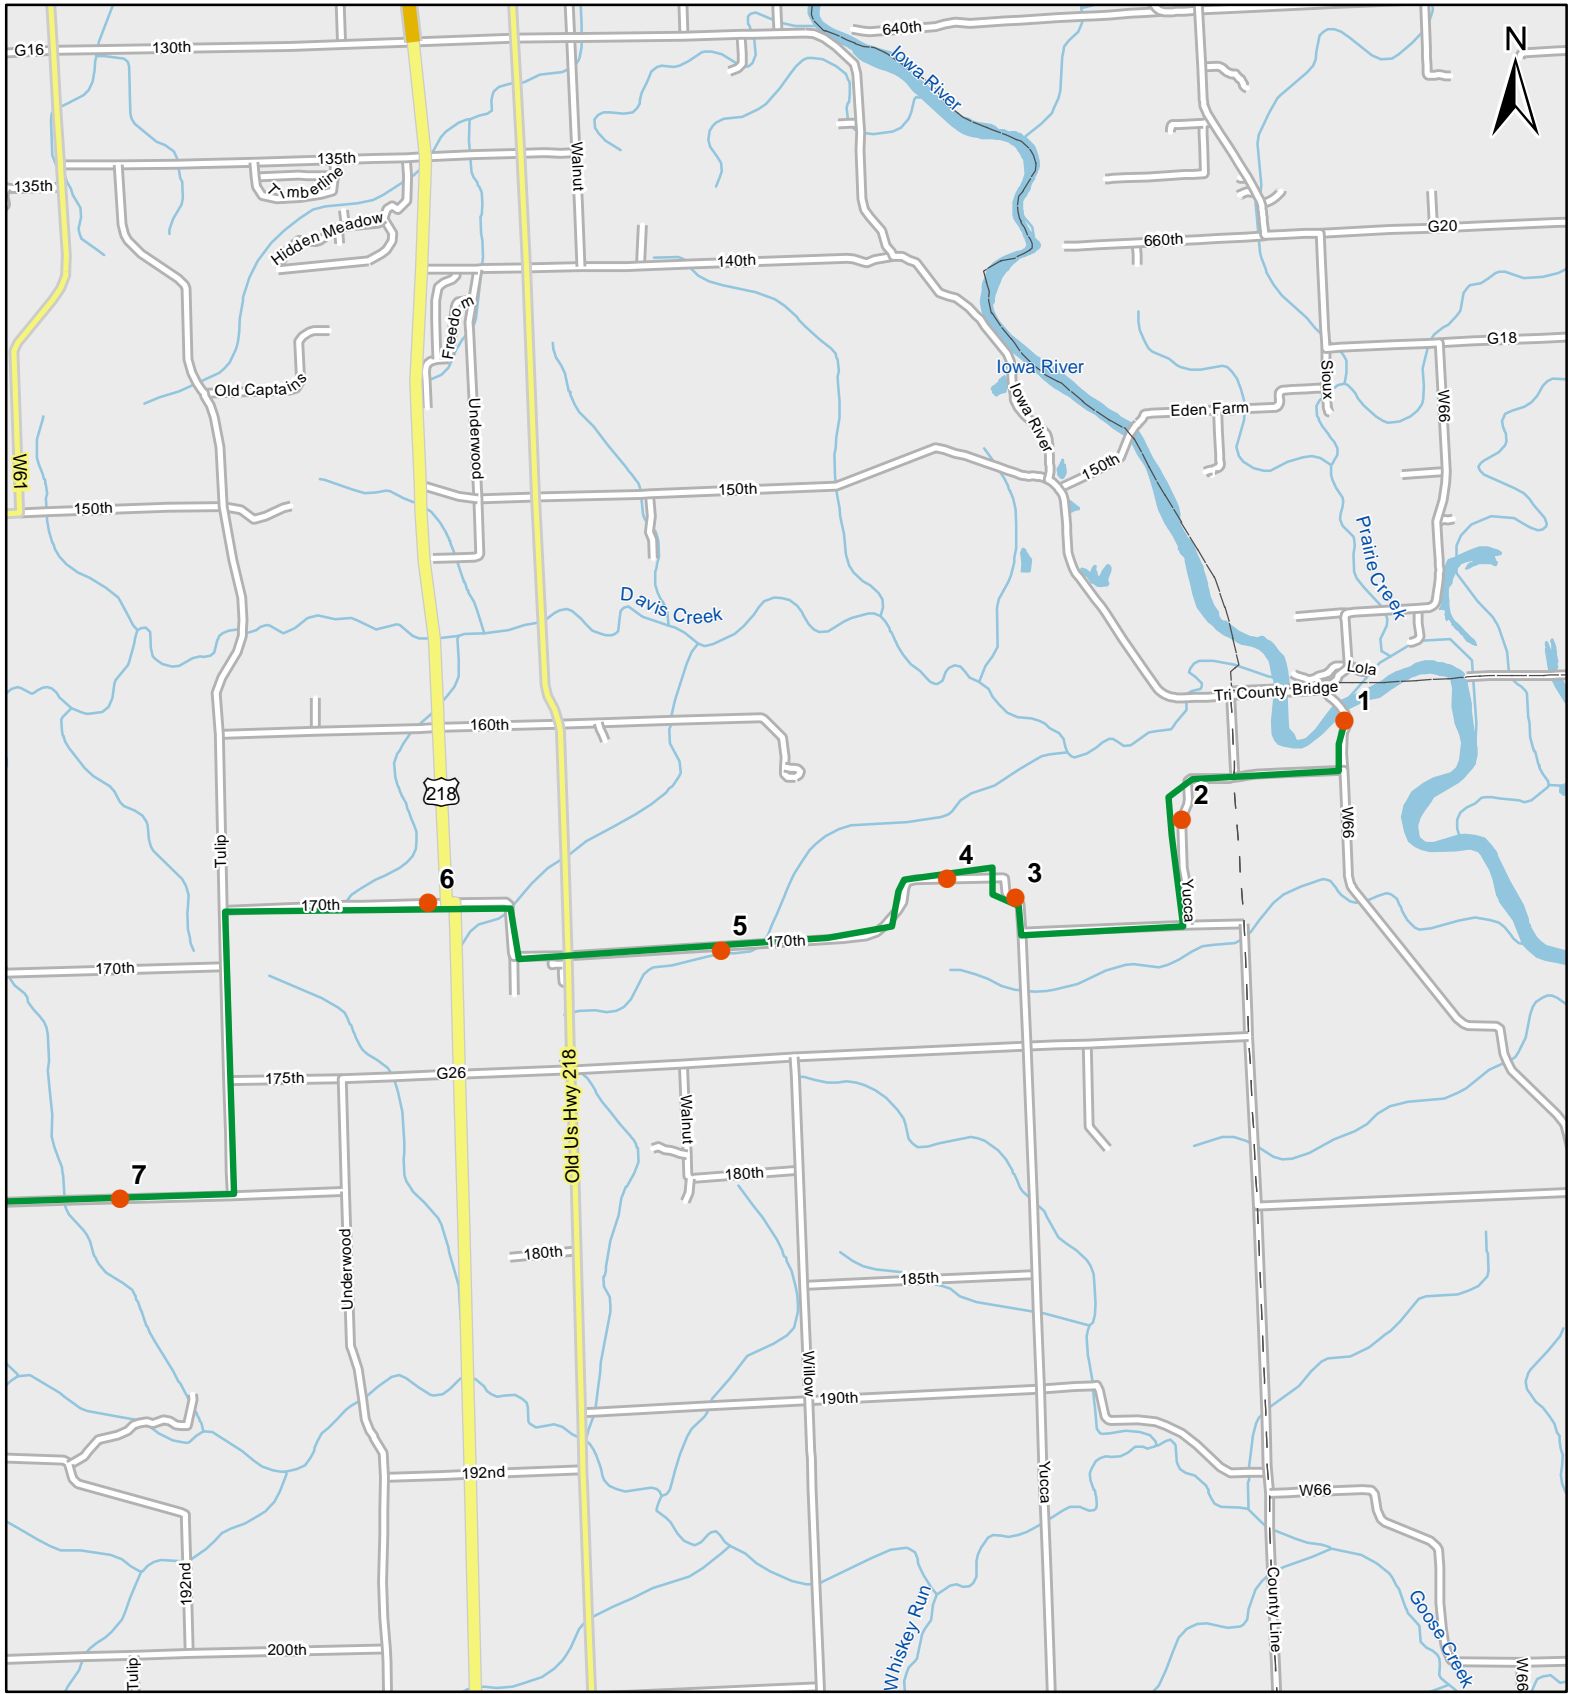 640th
G16
130th
Iowa River
N
135th
Walnut
135th
Timberline
Hidden Meadow
G20
660th
140th
Freedom
G18
Iowa River
Sioux
Old Captains
Iowa River
W66
Eden Farm
Underwood
W61
150th
150th
150th
Prairie Creek
Davis Creek
Lola
Tri County Bridge
1
160th
218
2
W66
Tulip
4
3
6
Yucca
170th
5
170th
170th
Old Us Hwy 218
G26
175th
Walnut
7
180th
Underwood
180th
185th
Willow
190th
192nd
Yucca
W66
192nd
County Line
Whiskey Run
Goose Creek
200th
Tulip
W66